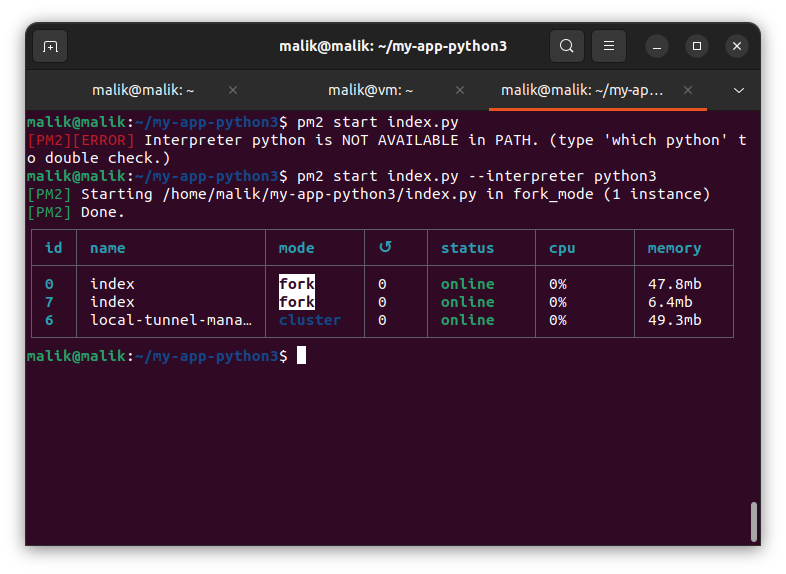 malik@malik: ~/my-app-python3
malik@malik: ~ malik@vm: ~ malik@malik: ~/my-ap…
malik@malik:~/my-app-python3$ pm2 start index.py
[PM2][ERROR] Interpreter python is NOT AVAILABLE in PATH. (type 'which python' t
o double check.)
malik@malik:~/my-app-python3$ pm2 start index.py --interpreter python3
[PM2] Starting /home/malik/my-app-python3/index.py in fork_mode (1 instance)
[PM2] Done.
id name mode ↺ status cpu memory
0 index fork 0 online 0% 47.8mb
7 index fork 0 online 0% 6.4mb
6 local-tunnel-mana… cluster 0 online 0% 49.3mb
malik@malik:~/my-app-python3$